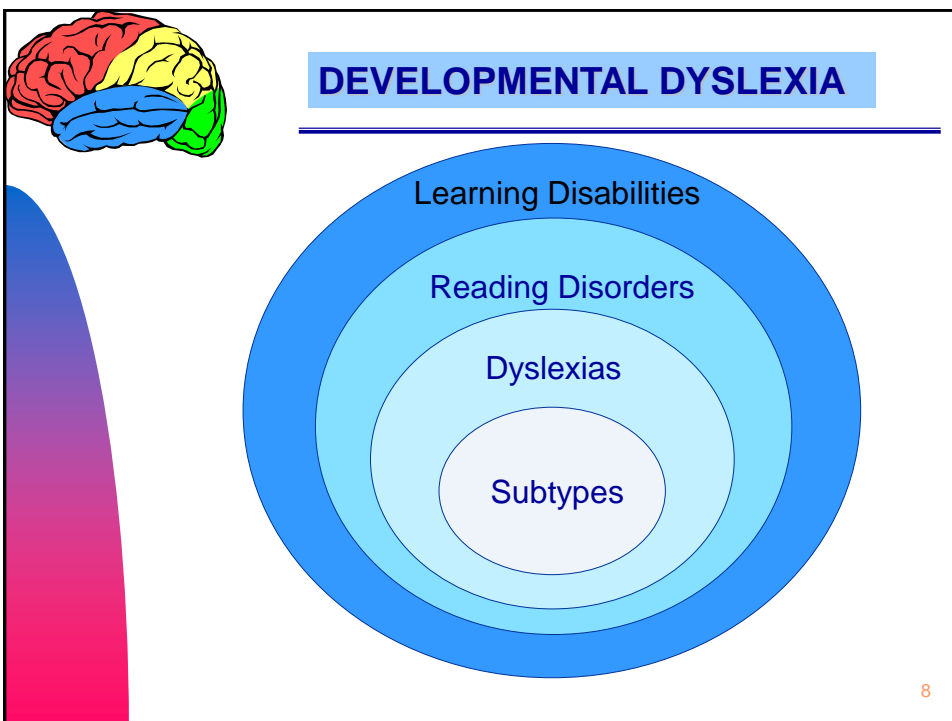 DEVELOPMENTAL DYSLEXIA
Learning Disabilities
Reading Disorders
Dyslexias
Subtypes
8